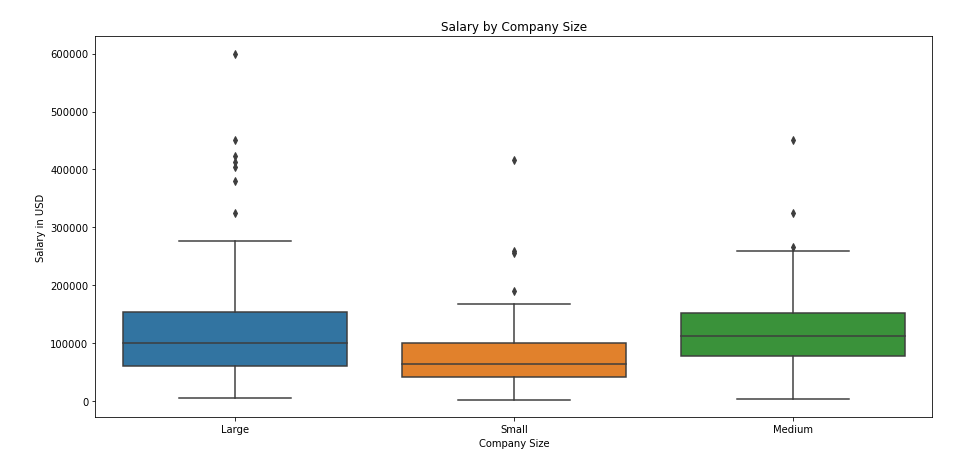 Salary by Company Size
600000
500000
400000
300000
200000
100000
0
Salary in USD
Large
Small
Medium
Company Size